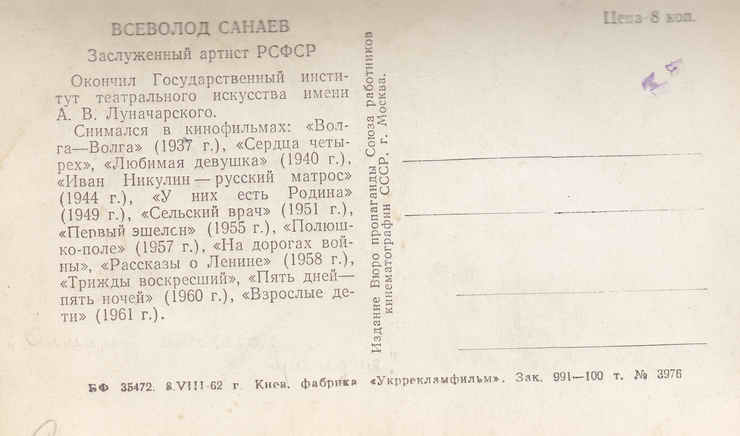 ВСЕВОЛОД САНАЕВ
Заслуженный артист РСФСР
Окончил Государственный инсти-
тут театрального искусства имени
А. В. Луначарского.
Снимался в кинофильмах: «Вол-
га—Волга» (1937 г.), «Сердца четы-
рех», «Любимая девушка» (1940 г.),
«Иван Никулин—русский матрос»
(1944 г.), «У них есть Родина»
(1949 г.), «Сельский врач» (1951 г.),
«Первый эшелон» (1955 г.), «Полюш-
ко-поле» (1957 г.), «На дорогах вой-
ны», «Рассказы о Ленине» (1958 г.),
«Трижды воскресший», «Пять дней—
пять ночей» (1960 г.), «Взрослые де-
ти» (1961 г.).
Издание Бюро пропаганды Союза работников
кинематографии СССР, г. Москва.
Цена 8 коп.
БФ 35472. 8.VIII-62 г Киев. фабрика «Укррекламфильм». Зак. 991—100 т. № 3976